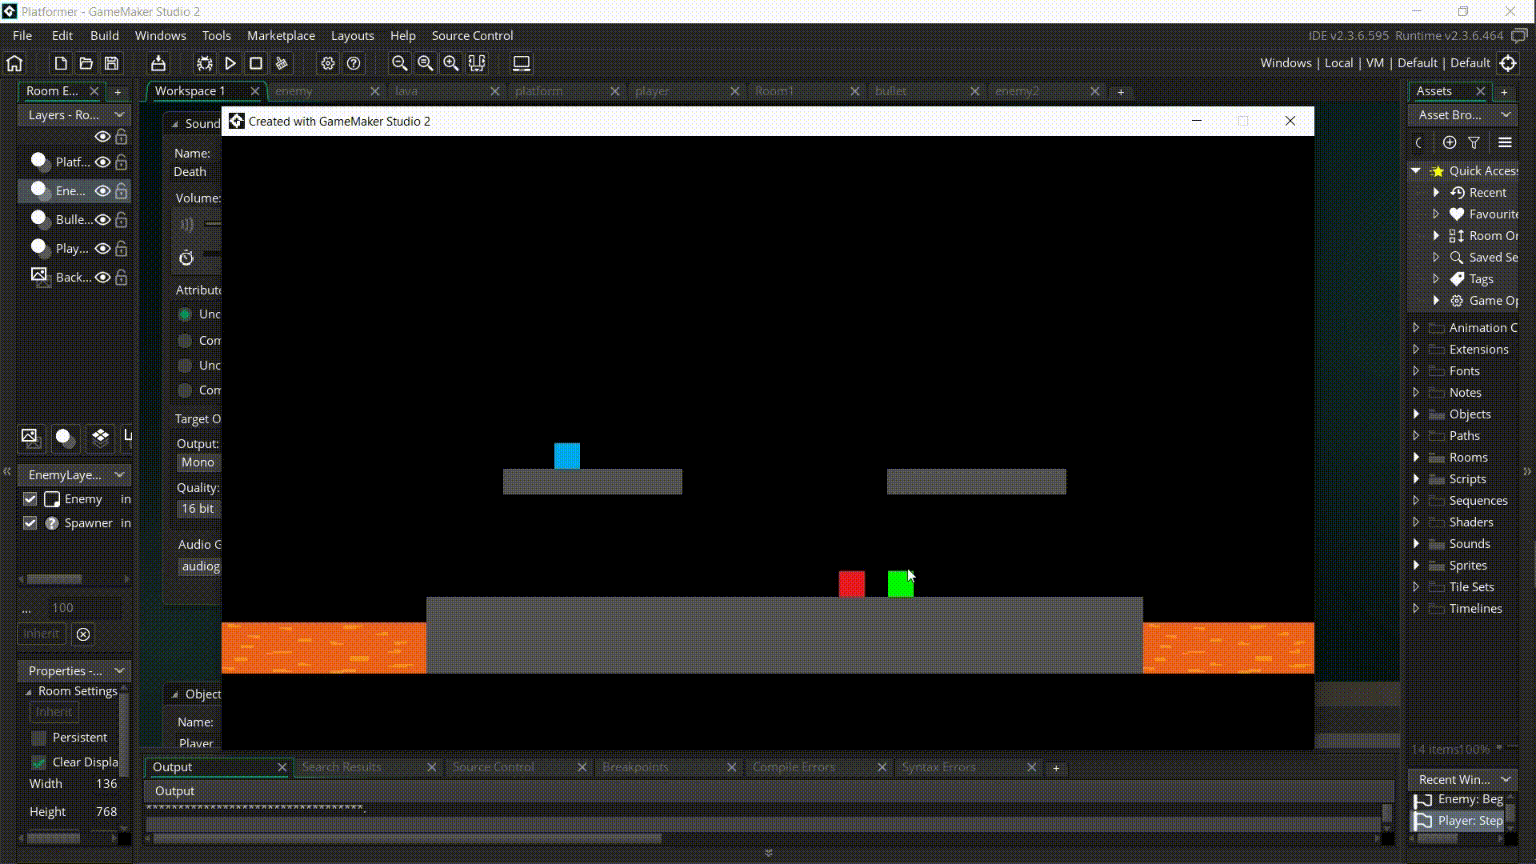 Platformer - GameMaker Studio 2
File Edit Build Windows Tools Marketplace Layouts Help Source Control
IDE v2.3.6.595 Runtime v2.3.6.464
Windows | Local | VM | Default | Default
Room E...
Workspace 1 enemy lava platform player Room1 bullet enemy2
Assets
Layers - Ro...
Platf...
Ene...
Bulle...
Play...
Back...
EnemyLaye...
Enemy in
Spawner in
... 100
Inherit
Properties -...
Room Settings
Inherit
Persistent
Clear Displa
Width 136
Height 768
Sound
Name:
Death
Volume:
Attribute
Unc
Com
Unc
Com
Target O
Output:
Mono
Quality:
16 bit
Audio G
audiog
Object
Name:
Player
Created with GameMaker Studio 2
Output Search Results Source Control Breakpoints Compile Errors Syntax Errors
Output
Asset Bro...
Quick Access
Recent
Favourite
Room Or
Saved Se
Tags
Game Op
Animation C
Extensions
Fonts
Notes
Objects
Paths
Rooms
Scripts
Sequences
Shaders
Sounds
Sprites
Tile Sets
Timelines
14 items 100%
Recent Win...
Enemy: Beg
Player: Step